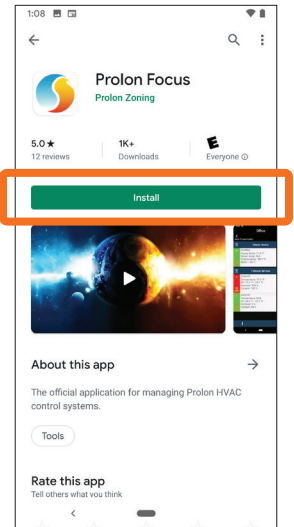 1:08
Prolon Focus
Prolon Zoning
5.0★
12 reviews
1K+
Downloads
E
Everyone
Install
Office
About this app
The official application for managing Prolon HVAC
control systems.
Tools
Rate this app
Tell others what you think